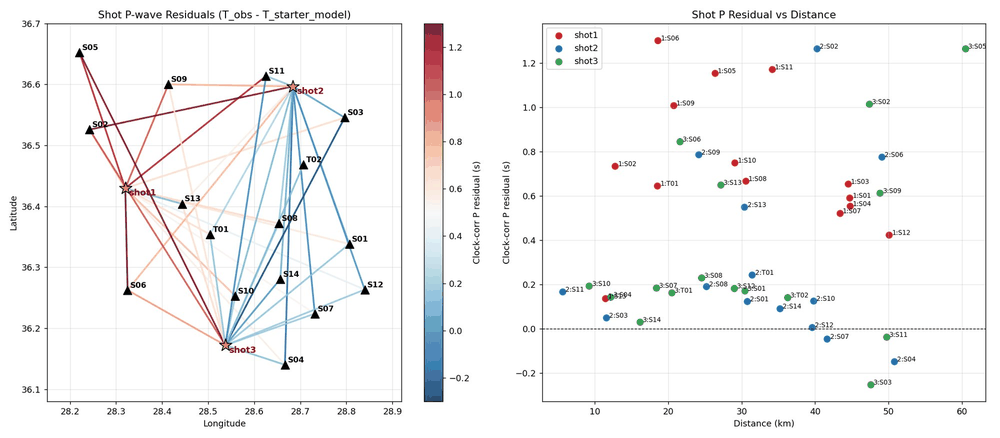 Shot P-wave Residuals (T_obs - T_starter_model)
36.7
36.6
36.5
36.4
36.3
36.2
36.1
Latitude
28.2
28.3
28.4
28.5
28.6
28.7
28.8
28.9
Longitude
S05
S09
S11
shot2
S02
S03
T02
shot1
S13
S08
T01
S01
S14
S06
S10
S12
S07
shot3
S04
1.2
1.0
0.8
0.6
0.4
0.2
0.0
−0.2
Clock-corr P residual (s)
Shot P Residual vs Distance
shot1
shot2
shot3
1.2
1.0
0.8
0.6
0.4
0.2
0.0
−0.2
Clock-corr P residual (s)
10
20
30
40
50
60
Distance (km)
1:S06
2:S02
3:S05
1:S05
1:S11
1:S09
3:S02
3:S06
2:S09
2:S06
1:S02
1:S10
1:T01
3:S13
1:S08
1:S03
3:S09
2:S13
1:S01
1:S04
1:S07
1:S12
2:T01
3:S08
3:S10
2:S11
3:S07
3:T01
2:S08
3:S12
3:S01
3:T02
3:S04
2:S01
2:S10
2:S14
2:S03
3:S14
2:S12
2:S07
3:S11
2:S04
3:S03